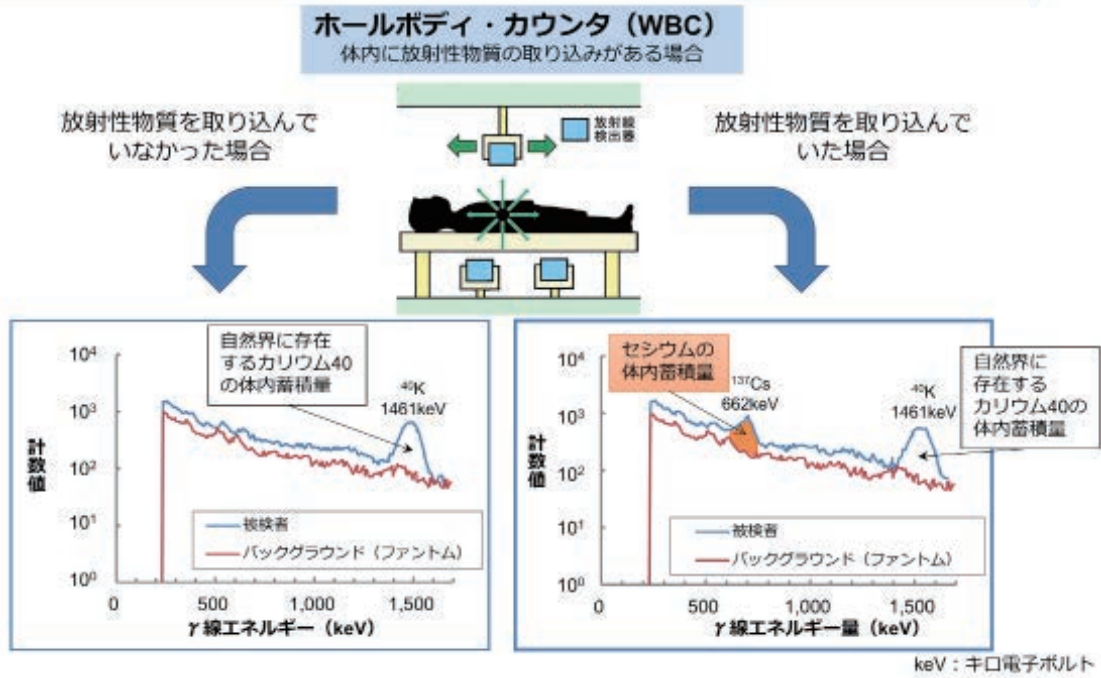 ホールボディ・カウンタ（WBC）
体内に放射性物質の取り込みがある場合
放射性物質を取り込んで
いなかった場合
放射線
検出器
放射性物質を取り込んで
いた場合
自然界に存在
するカリウム40
の体内蓄積量
⁴⁰K
1461keV
10⁴
10³
10²
10¹
10⁰
計数値
被検者
バックグラウンド（ファントム）
0
500
1,000
1,500
γ線エネルギー（keV）
セシウムの
体内蓄積量
¹³⁷Cs
662keV
⁴⁰K
1461keV
自然界に
存在する
カリウム40の
体内蓄積量
10⁴
10³
10²
10¹
10⁰
計数値
被検者
バックグラウンド（ファントム）
0
500
1,000
1,500
γ線エネルギー量（keV）
keV：キロ電子ボルト